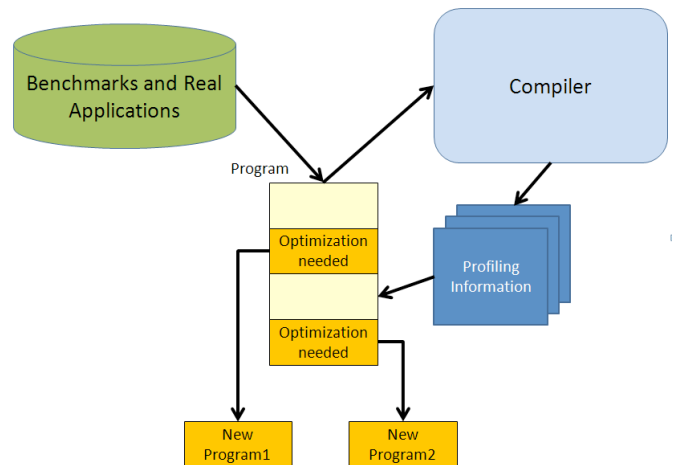 Benchmarks and Real
Applications
Compiler
Program
Optimization
needed
Profiling
Information
Optimization
needed
New
Program1
New
Program2